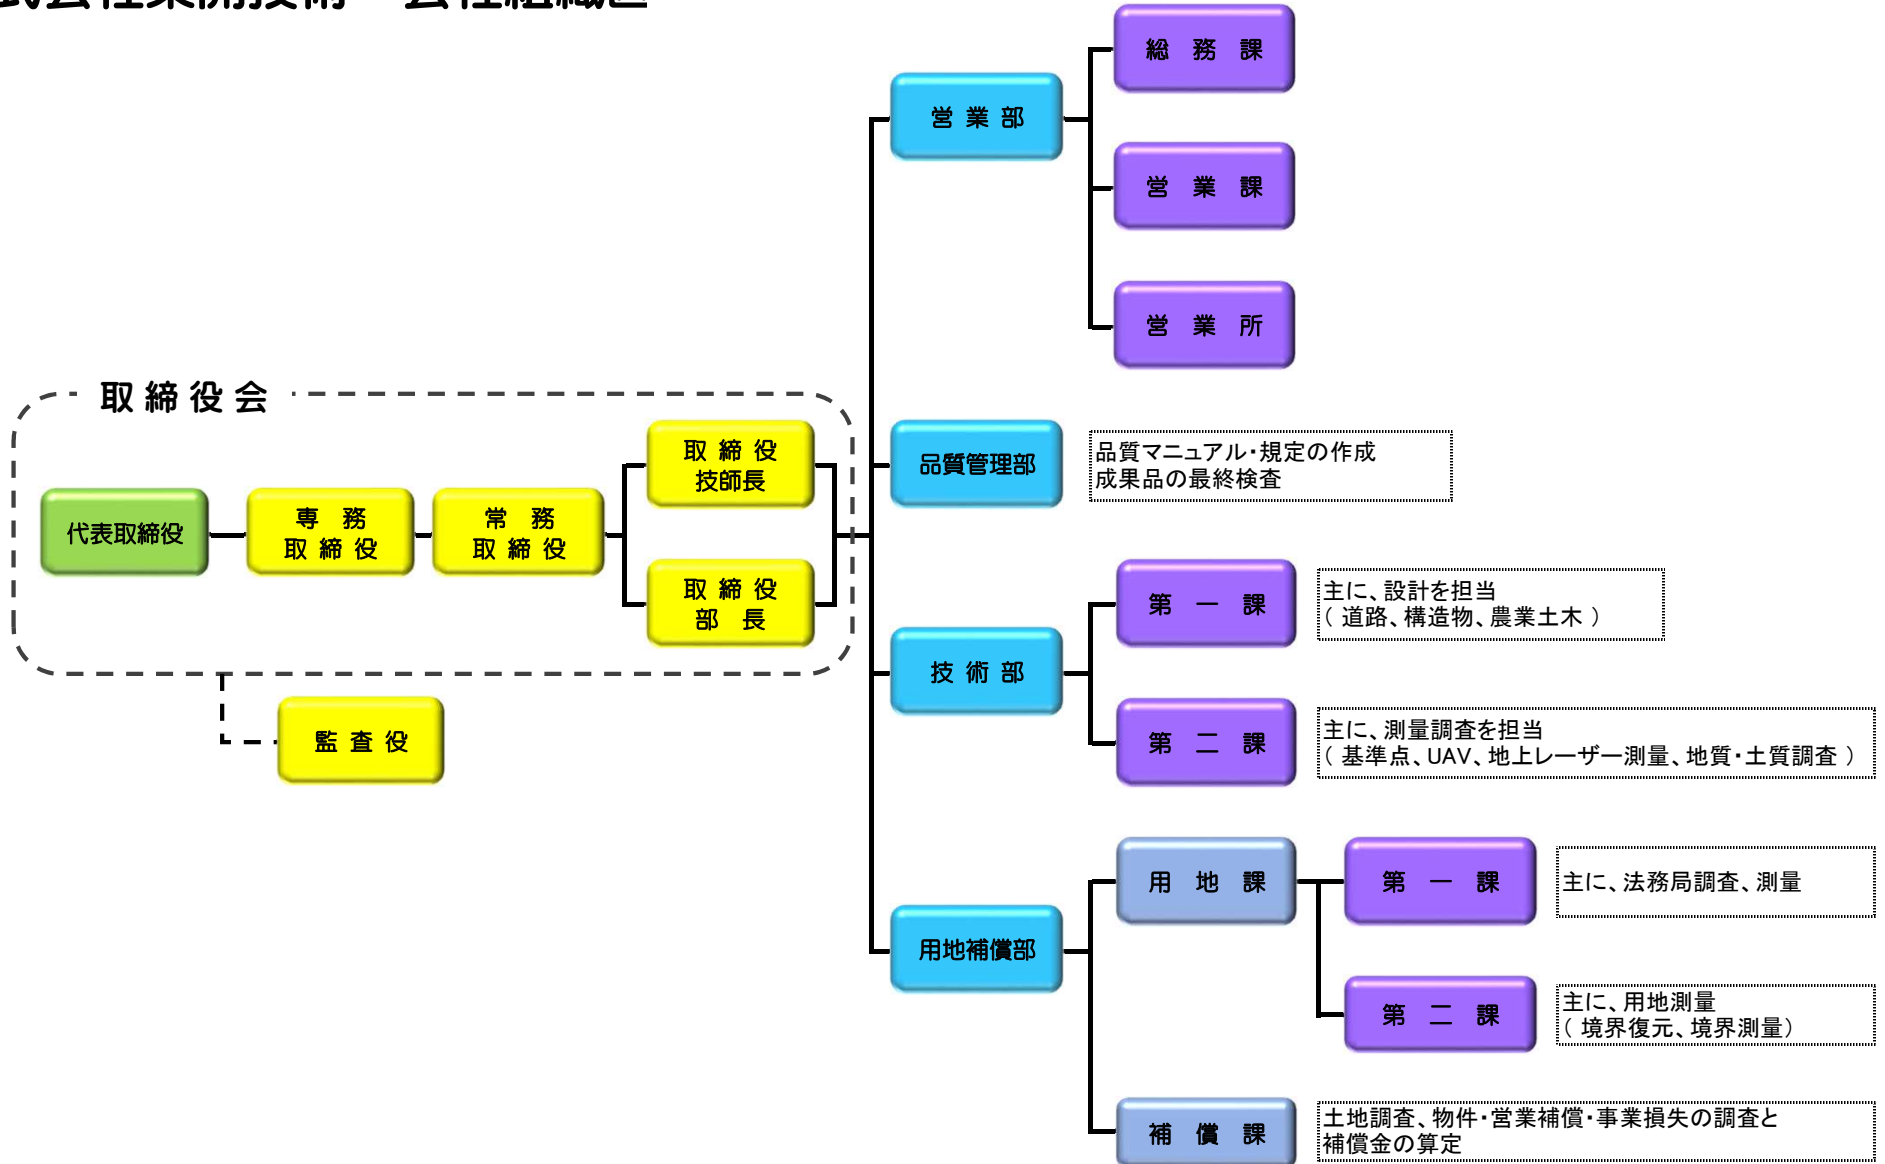 会社組織図
総 務 課
営 業 部
営 業 課
営 業 所
取 締 役 会
取 締 役
技師長
品質管理部
品質マニュアル・規定の作成
成果品の最終検査
代表取締役
専 務
取 締 役
常 務
取 締 役
取 締 役
部 長
第 一 課
主に、設計を担当
（ 道路、構造物、農業土木 ）
技 術 部
監 査 役
第 二 課
主に、測量調査を担当
（ 基準点、UAV、地上レーザー測量、地質・土質調査 ）
用 地 課
第 一 課
主に、法務局調査、測量
用地補償部
第 二 課
主に、用地測量
（ 境界復元、境界測量）
補 償 課
土地調査、物件・営業補償・事業損失の調査と
補償金の算定